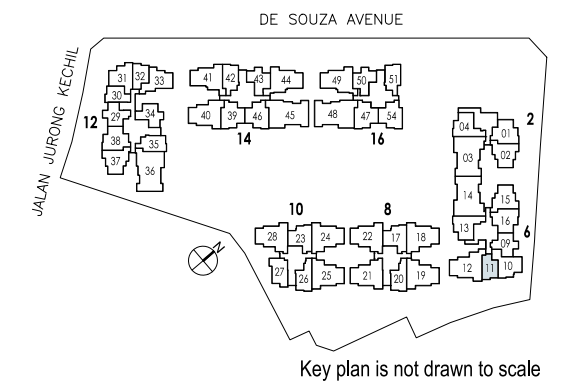 DE SOUZA AVENUE
JALAN JURONG KECHIL
31 32 33 41 42 43 44 49 50 51
30
29 34 40 39 46 45 48 47 54
12 14 16 2
38 35
37 36
04 01
03 02
14 15
13 16
6
09
12 11 10
10 8
28 23 24 22 17 18
N
27 26 25 21 20 19
Key plan is not drawn to scale